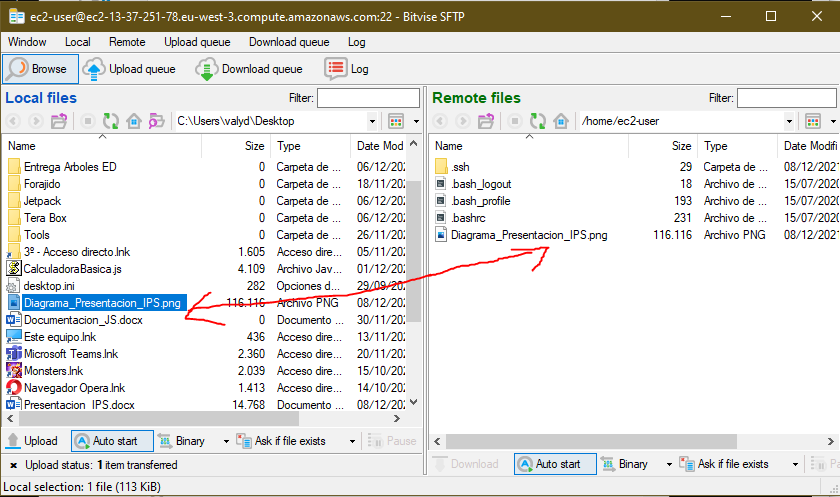 ec2-user@ec2-13-37-251-78.eu-west-3.compute.amazonaws.com:22 - Bitvise SFTP
Window Local Remote Upload queue Download queue Log
Browse Upload queue Download queue Log
Local files Filter: Remote files Filter:
C:\Users\valyd\Desktop /home/ec2-user
Name Size Type Date Mod Name Size Type Date Modifi
Entrega Arboles ED 0 Carpeta de ... 06/12/202 .ssh 29 Carpeta de ... 08/12/2021
Forajido 0 Carpeta de ... 18/11/202 .bash_logout 18 Archivo de ... 15/07/2020
Jetpack 0 Carpeta de ... 06/12/202 .bash_profile 193 Archivo de ... 15/07/2020
Tera Box 0 Carpeta de ... 06/12/202 .bashrc 231 Archivo de ... 15/07/2020
Tools 0 Carpeta de ... 26/11/202 Diagrama_Presentacion_IPS.png 116.116 Archivo PNG 08/12/2021
3º - Acceso directo.lnk 1.605 Acceso dire... 05/11/202
CalculadoraBasica.js 4.109 Archivo Jav... 01/12/202
desktop.ini 282 Opciones d... 29/09/202
Diagrama_Presentacion_IPS.png 116.116 Archivo PNG 08/12/202
Documentacion_JS.docx 0 Documento ... 30/11/202
Este equipo.lnk 436 Acceso dire... 13/11/202
Microsoft Teams.lnk 2.360 Acceso dire... 20/11/202
Monsters.lnk 2.039 Acceso dire... 15/10/202
Navegador Opera.lnk 1.413 Acceso dire... 14/10/202
Presentacion_IPS.docx 14.768 Documento ... 08/12/202
Upload Auto start Binary Ask if file exists Pause
Upload status: 1 item transferred Download Auto start Binary Ask if file exists Pa
Local selection: 1 file (113 KiB)